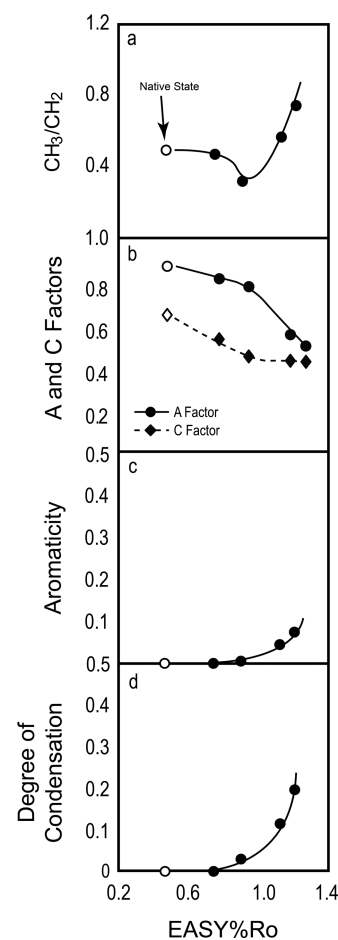 1.2
a
0.8
Native State
CH3/CH2
0.4
1.0
b
0.8
A and C Factors
0.6
0.4
0.2
A Factor
C Factor
0.5
c
0.4
Aromaticity
0.3
0.2
0.1
0.5
d
0.4
Degree of
Condensation
0.3
0.2
0.1
0
0.2 0.6 1.0 1.4
EASY%Ro